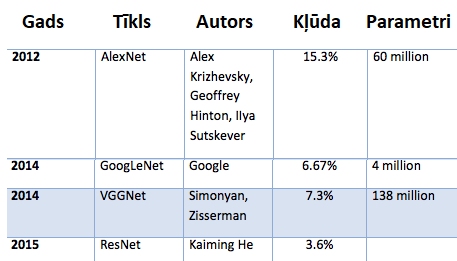 Gads Tīkls Autors Kļūda Parametri
2012 AlexNet Alex 15.3% 60 million
Krizhevsky,
Geoffrey
Hinton, Ilya
Sutskever
2014 GoogLeNet Google 6.67% 4 million
2014 VGGNet Simonyan, 7.3% 138 million
Zisserman
2015 ResNet Kaiming He 3.6%